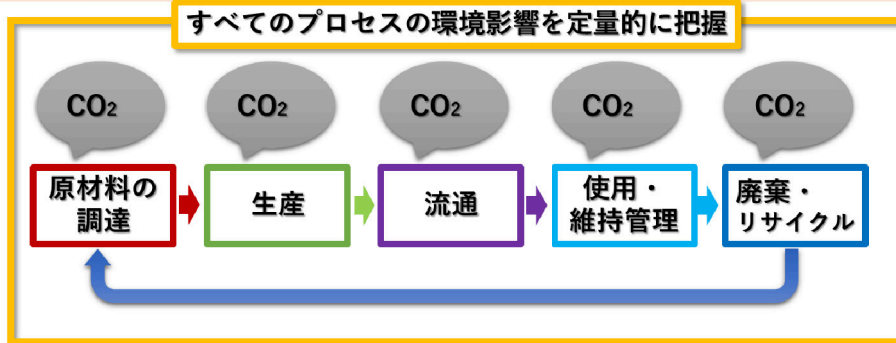 すべてのプロセスの環境影響を定量的に把握
CO₂
CO₂
CO₂
CO₂
CO₂
原材料の
調達
生産
流通
使用・
維持管理
廃棄・
リサイクル